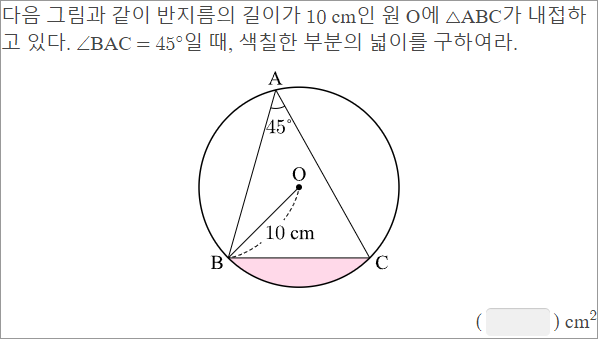 다음 그림과 같이 반지름의 길이가 10 cm인 원 O에 △ABC가 내접하
고 있다. ∠BAC = 45°일 때, 색칠한 부분의 넓이를 구하여라.
A
45°
O
10 cm
B
C
( ) cm²